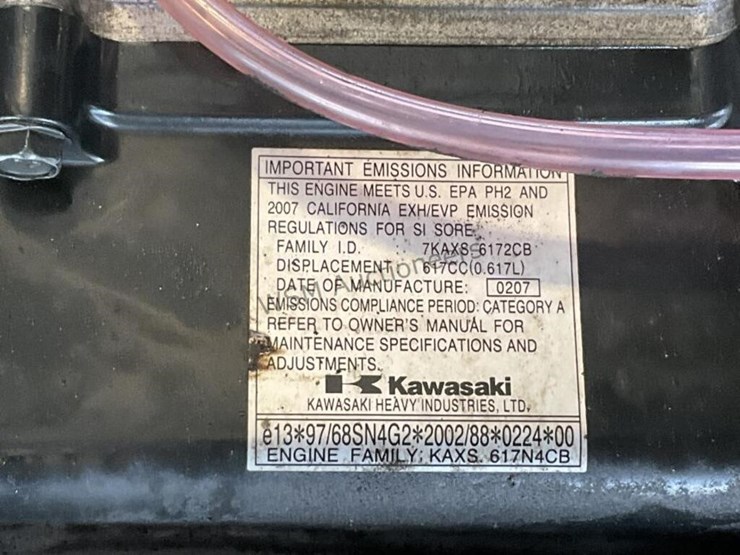 IMPORTANT EMISSIONS INFORMATION
THIS ENGINE MEETS U.S. EPA PH2 AND
2007 CALIFORNIA EXH/EVP EMISSION
REGULATIONS FOR SI SORE.
FAMILY I.D. : 7KAXS.6172CB
DISPLACEMENT : 617CC(0.617L)
DATE OF MANUFACTURE: 0207
EMISSIONS COMPLIANCE PERIOD: CATEGORY A
REFER TO OWNER'S MANUAL FOR
MAINTENANCE SPECIFICATIONS AND
ADJUSTMENTS.
K Kawasaki
KAWASAKI HEAVY INDUSTRIES, LTD.
e13*97/68SN4G2*2002/88*0224*00
ENGINE FAMILY: KAXS. 617N4CB